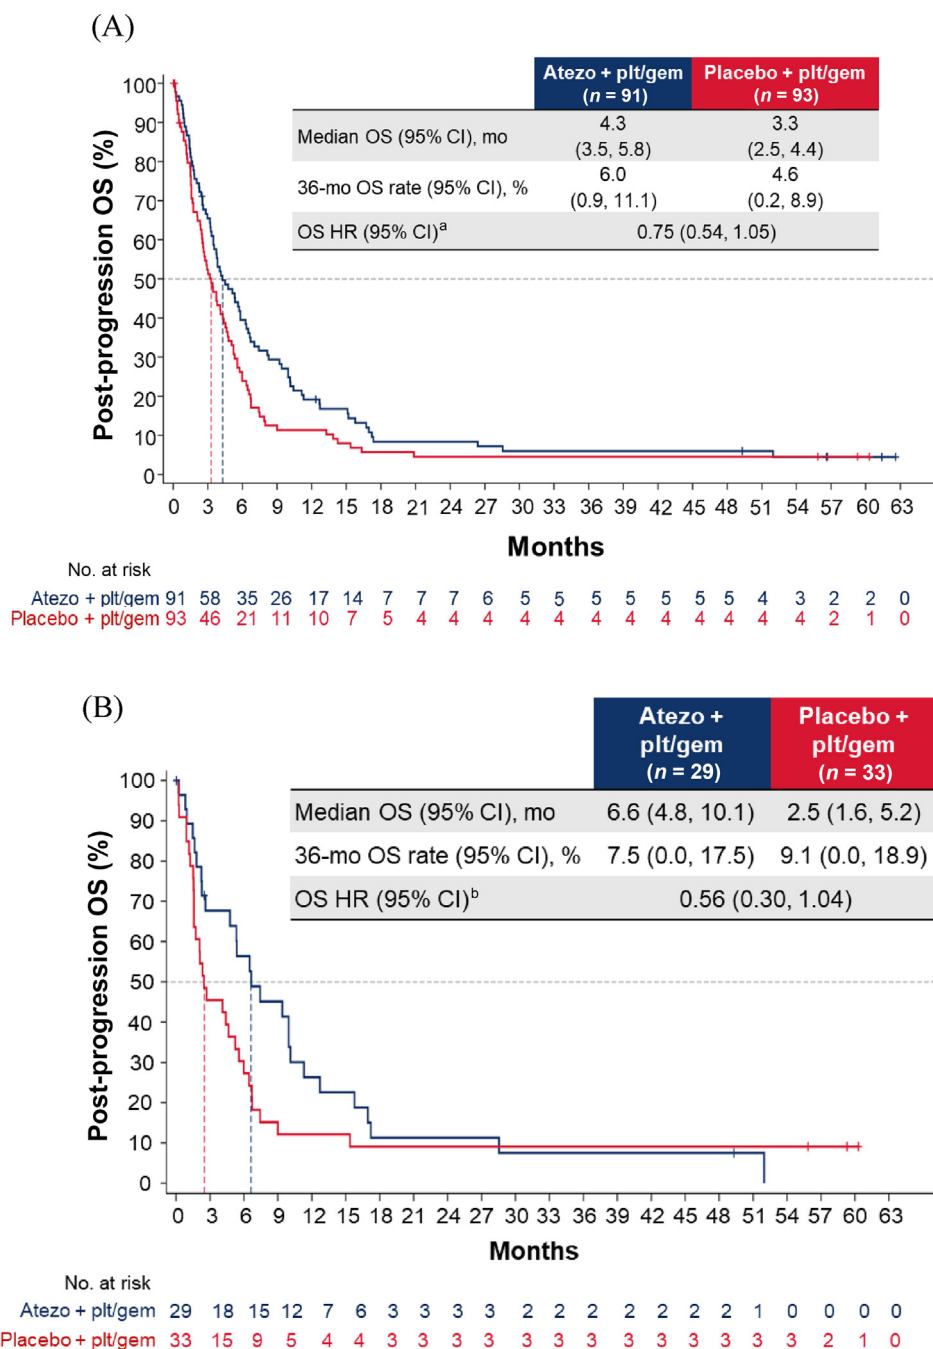 (A)
Atezo + plt/gem Placebo + plt/gem
(n = 91) (n = 93)
Median OS (95% CI), mo 4.3 3.3
(3.5, 5.8) (2.5, 4.4)
36-mo OS rate (95% CI), % 6.0 4.6
(0.9, 11.1) (0.2, 8.9)
OS HR (95% CI)a 0.75 (0.54, 1.05)
Post-progression OS (%)
100
90
80
70
60
50
40
30
20
10
0
0 3 6 9 12 15 18 21 24 27 30 33 36 39 42 45 48 51 54 57 60 63
Months
No. at risk
Atezo + plt/gem 91 58 35 26 17 14 7 7 7 6 5 5 5 5 5 5 5 4 3 2 2 0
Placebo + plt/gem 93 46 21 11 10 7 5 4 4 4 4 4 4 4 4 4 4 4 4 2 1 0
(B)
Atezo + Placebo +
plt/gem plt/gem
(n = 29) (n = 33)
Median OS (95% CI), mo 6.6 (4.8, 10.1) 2.5 (1.6, 5.2)
36-mo OS rate (95% CI), % 7.5 (0.0, 17.5) 9.1 (0.0, 18.9)
OS HR (95% CI)b 0.56 (0.30, 1.04)
Post-progression OS (%)
100
90
80
70
60
50
40
30
20
10
0
0 3 6 9 12 15 18 21 24 27 30 33 36 39 42 45 48 51 54 57 60 63
Months
No. at risk
Atezo + plt/gem 29 18 15 12 7 6 3 3 3 3 2 2 2 2 2 2 2 1 0 0 0 0
Placebo + plt/gem 33 15 9 5 4 4 3 3 3 3 3 3 3 3 3 3 3 3 3 2 1 0